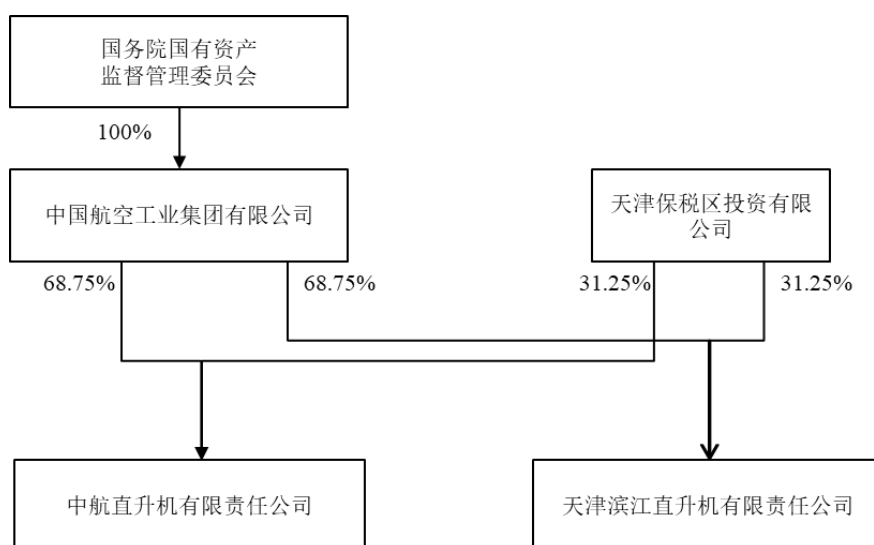 国务院国有资产
监督管理委员会
100%
中国航空工业集团有限公司
天津保税区投资有限
公司
68.75%
68.75%
31.25%
31.25%
中航直升机有限责任公司
天津滨江直升机有限责任公司